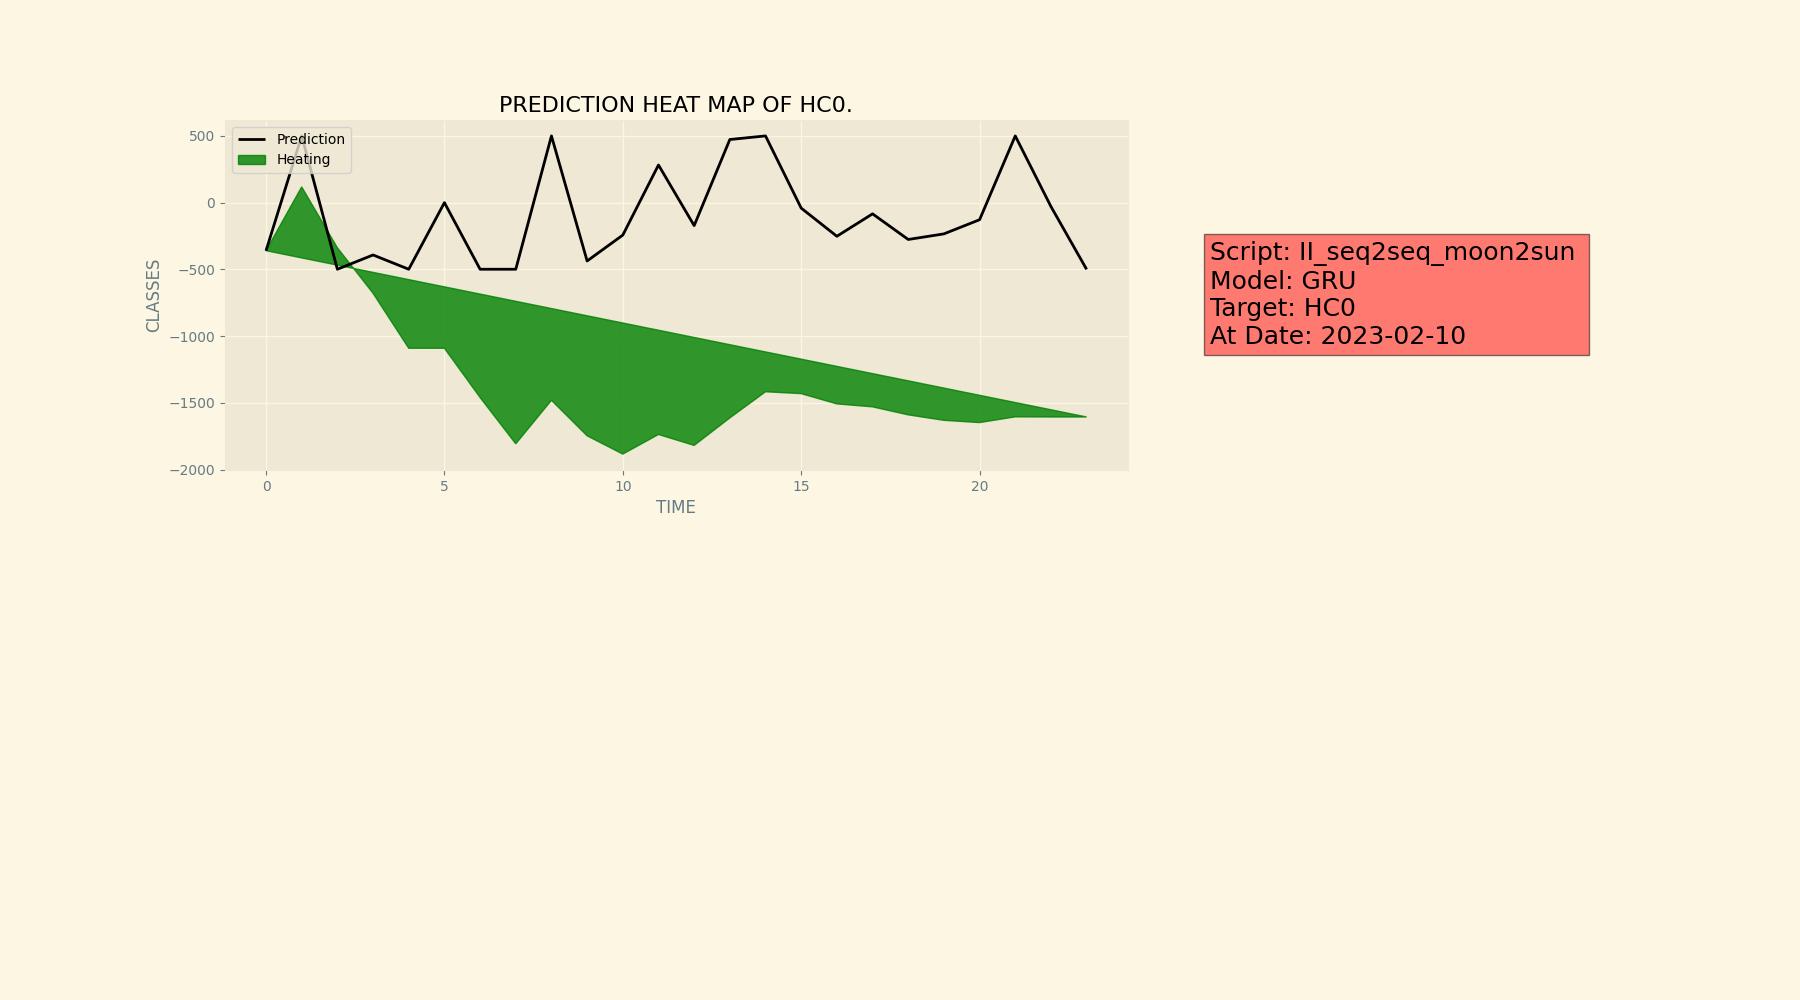 PREDICTION HEAT MAP OF HC0.
Prediction
Heating
500
0
−500
−1000
−1500
−2000
CLASSES
0 5 10 15 20
TIME
Script: II_seq2seq_moon2sun
Model: GRU
Target: HC0
At Date: 2023-02-10